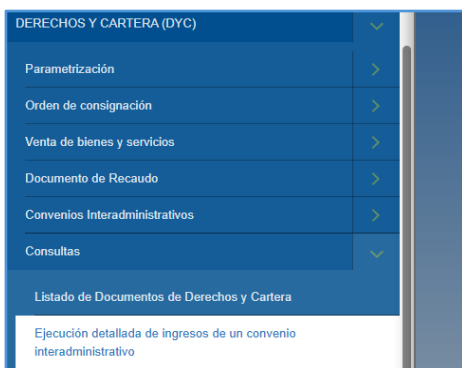 DERECHOS Y CARTERA (DYC)
Parametrización
Orden de consignación
Venta de bienes y servicios
Documento de Recaudo
Convenios Interadministrativos
Consultas
Listado de Documentos de Derechos y Cartera
Ejecución detallada de ingresos de un convenio
interadministrativo